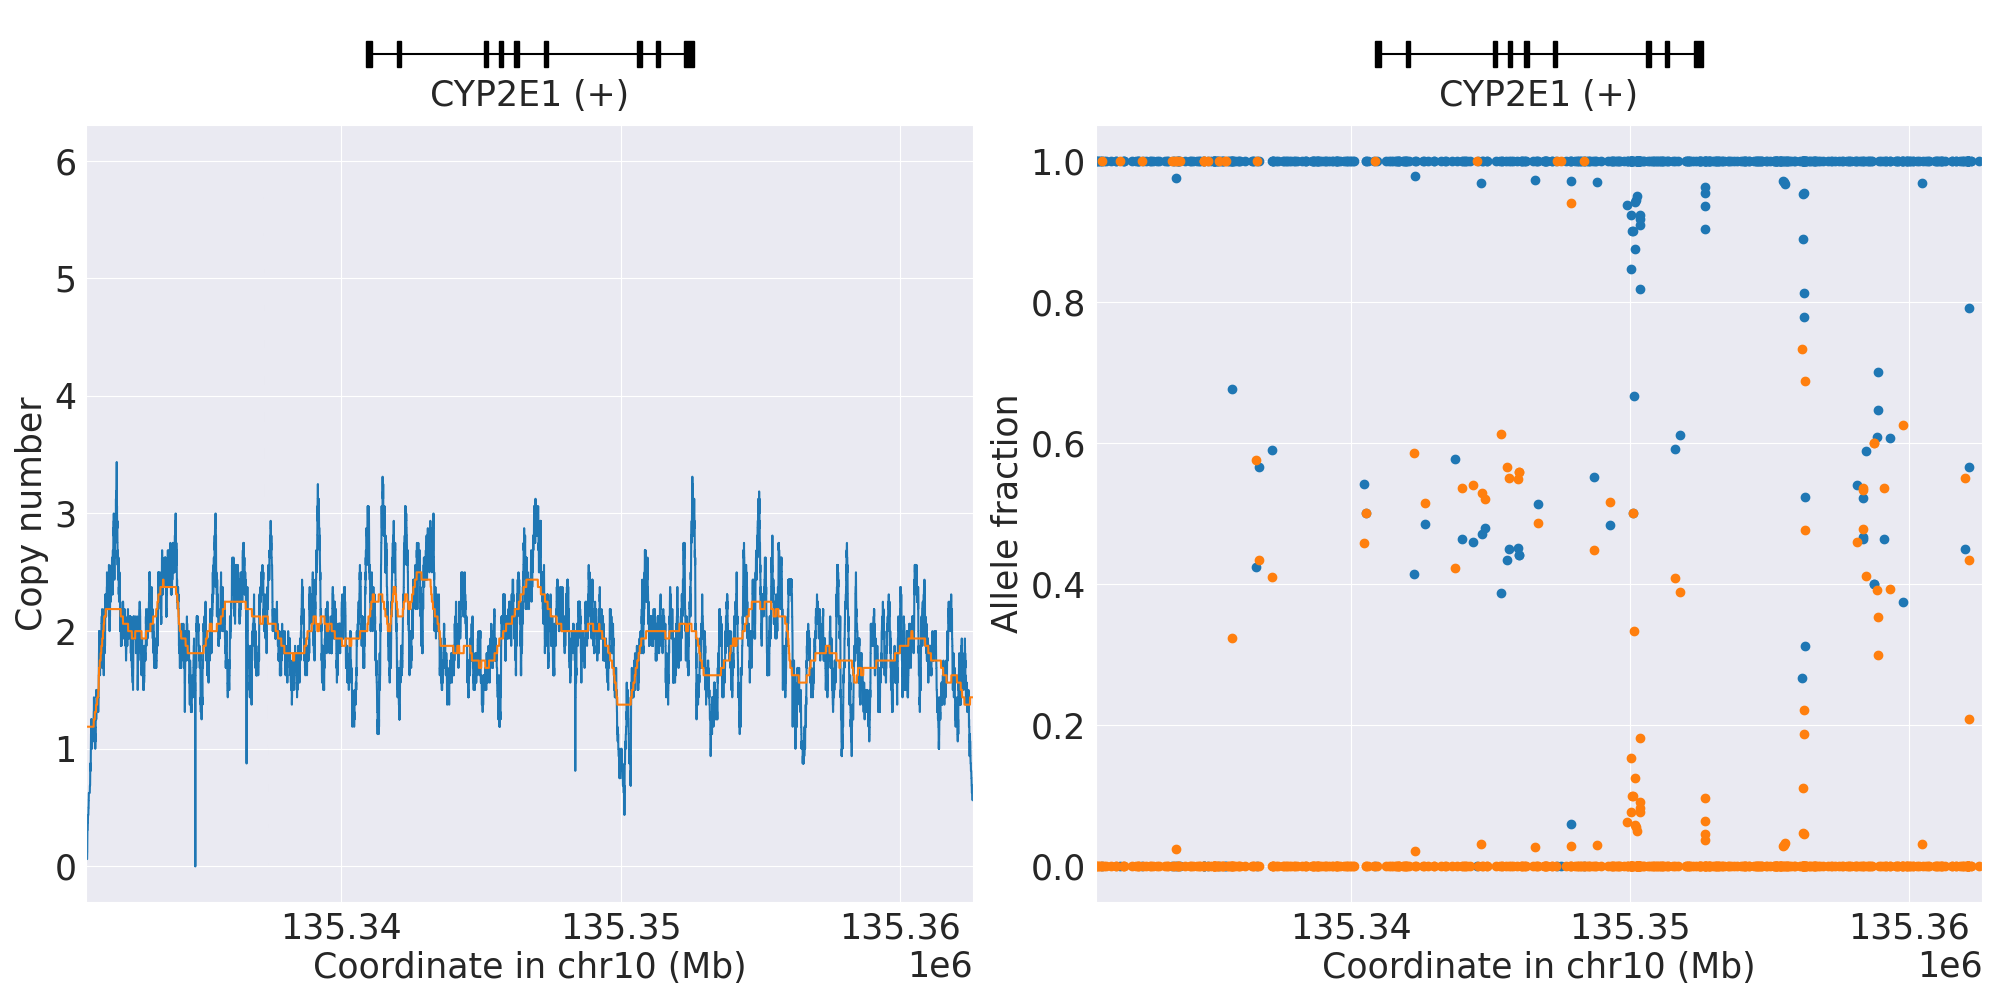 CYP2E1 (+)
6
5
4
3
2
1
0
Copy number
135.34 135.35 135.36
Coordinate in chr10 (Mb)
1e6
CYP2E1 (+)
1.0
0.8
0.6
0.4
0.2
0.0
Allele fraction
135.34 135.35 135.36
Coordinate in chr10 (Mb)
1e6